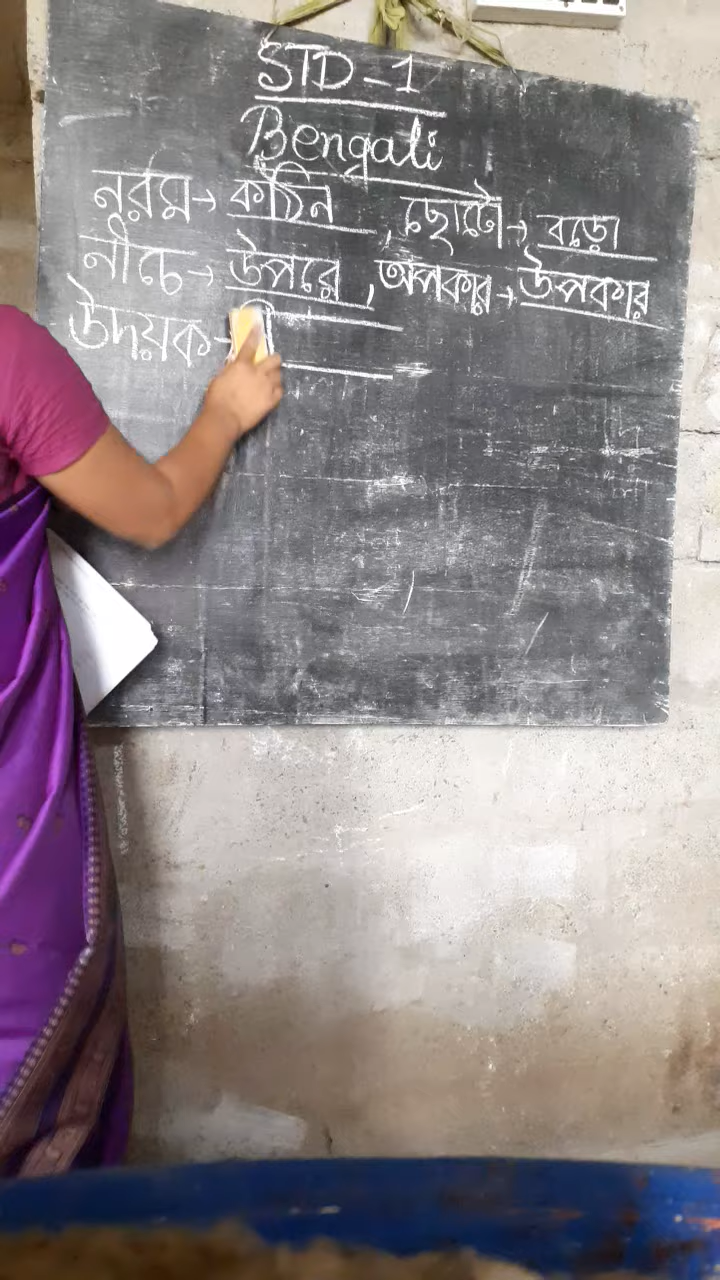 STD-1
Bengali
নরম → কঠিন , ছোটো → বড়ো
নীচে → উপরে , অপকার → উপকার
উদয়ক -